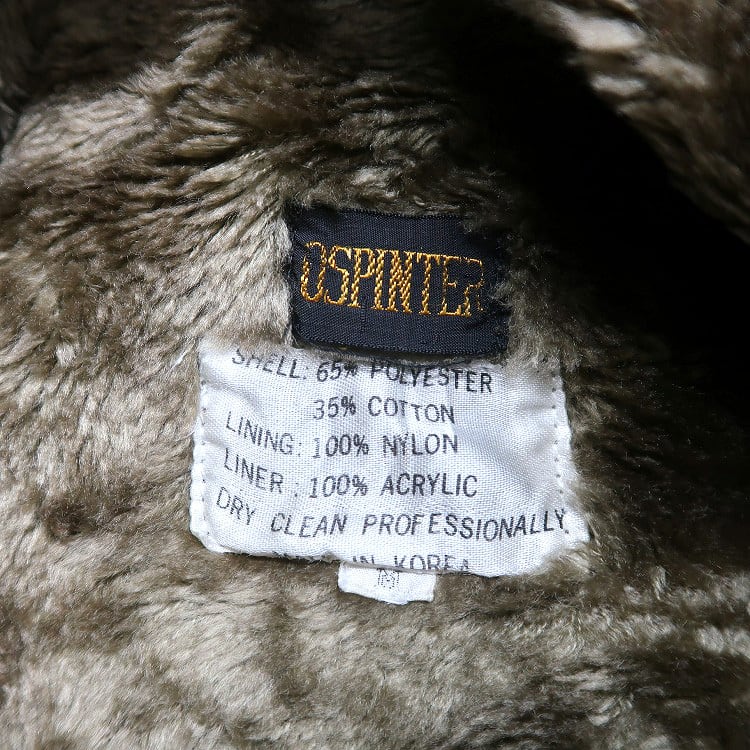 OSPINTER
SHELL: 65% POLYESTER
35% COTTON
LINING: 100% NYLON
LINER : 100% ACRYLIC
DRY CLEAN PROFESSIONALLY
IN KOREA